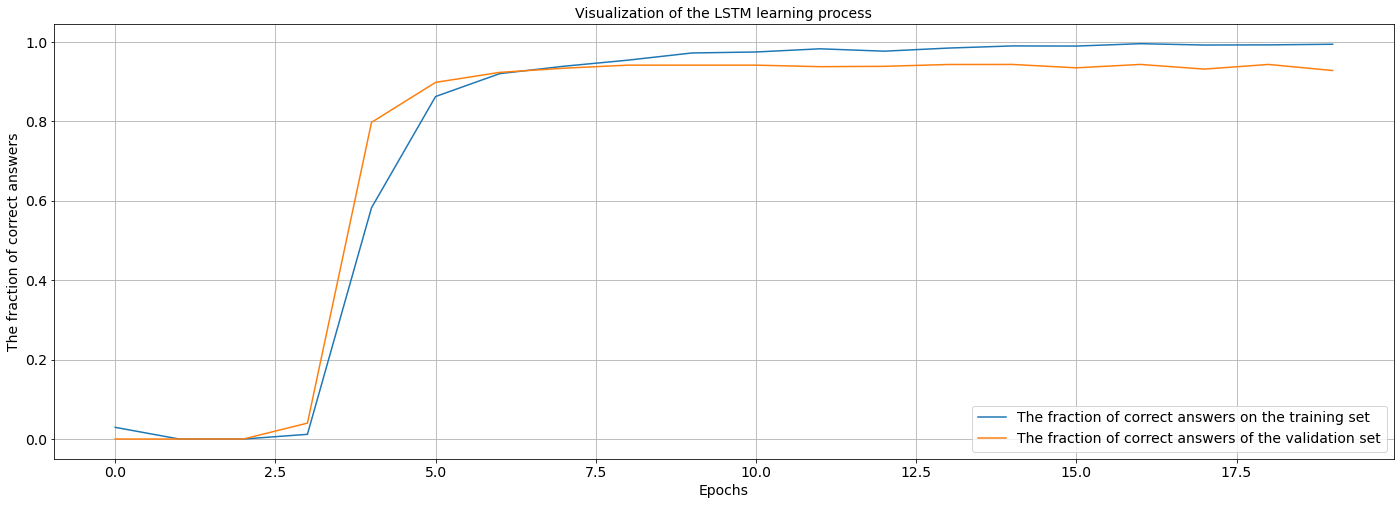 Visualization of the LSTM learning process
The fraction of correct answers
1.0
0.8
0.6
0.4
0.2
0.0
The fraction of correct answers on the training set
The fraction of correct answers of the validation set
0.0 2.5 5.0 7.5 10.0 12.5 15.0 17.5
Epochs